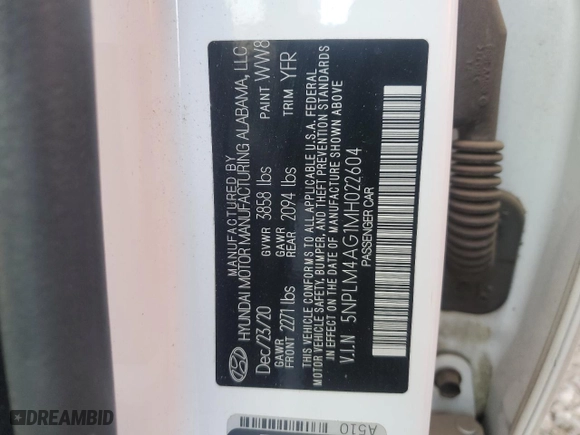 MANUFACTURED BY
HYUNDAI MOTOR MANUFACTURING ALABAMA, LLC
Dec/23/20 GVWR 3858 lbs PAINT WW8
GAWR FRONT 2271 lbs GAWR REAR 2094 lbs TRIM YFR
THIS VEHICLE CONFORMS TO ALL APPLICABLE U.S.A. FEDERAL
MOTOR VEHICLE SAFETY, BUMPER, AND THEFT PREVENTION STANDARDS
IN EFFECT ON THE DATE OF MANUFACTURE SHOWN ABOVE
V.I.N 5NPLM4AG1MH022604
PASSENGER CAR
A510
DREAMBID